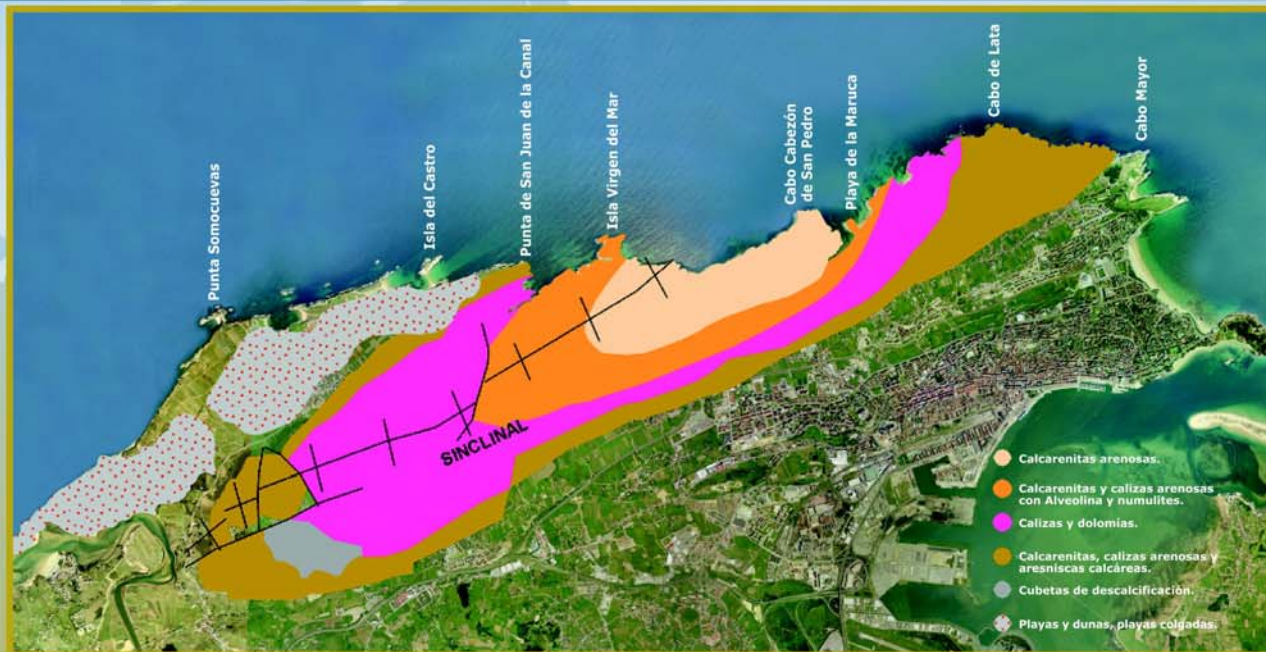 Punta Somocuevas
Isla del Castro
Punta de San Juan de la Canal
Isla Virgen del Mar
Cabo Cabezón
de San Pedro
Playa de la Maruca
Cabo de Lata
Cabo Mayor
SINCLINAL
Calcarenitas arenosas.
Calcarenitas y calizas arenosas
con Alveolina y numulites.
Calizas y dolomías.
Calcarenitas, calizas arenosas y
aresniscas calcáreas.
Cubetas de descalcificación.
Playas y dunas, playas colgadas.